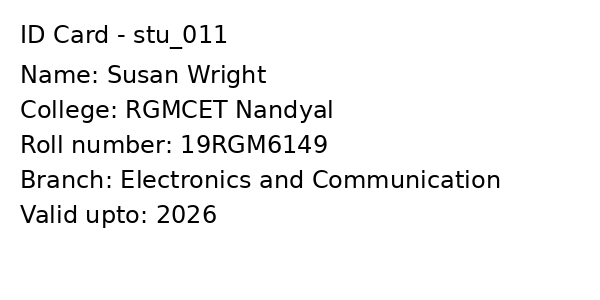 ID Card - stu_011
Name: Susan Wright
College: RGMCET Nandyal
Roll number: 19RGM6149
Branch: Electronics and Communication
Valid upto: 2026